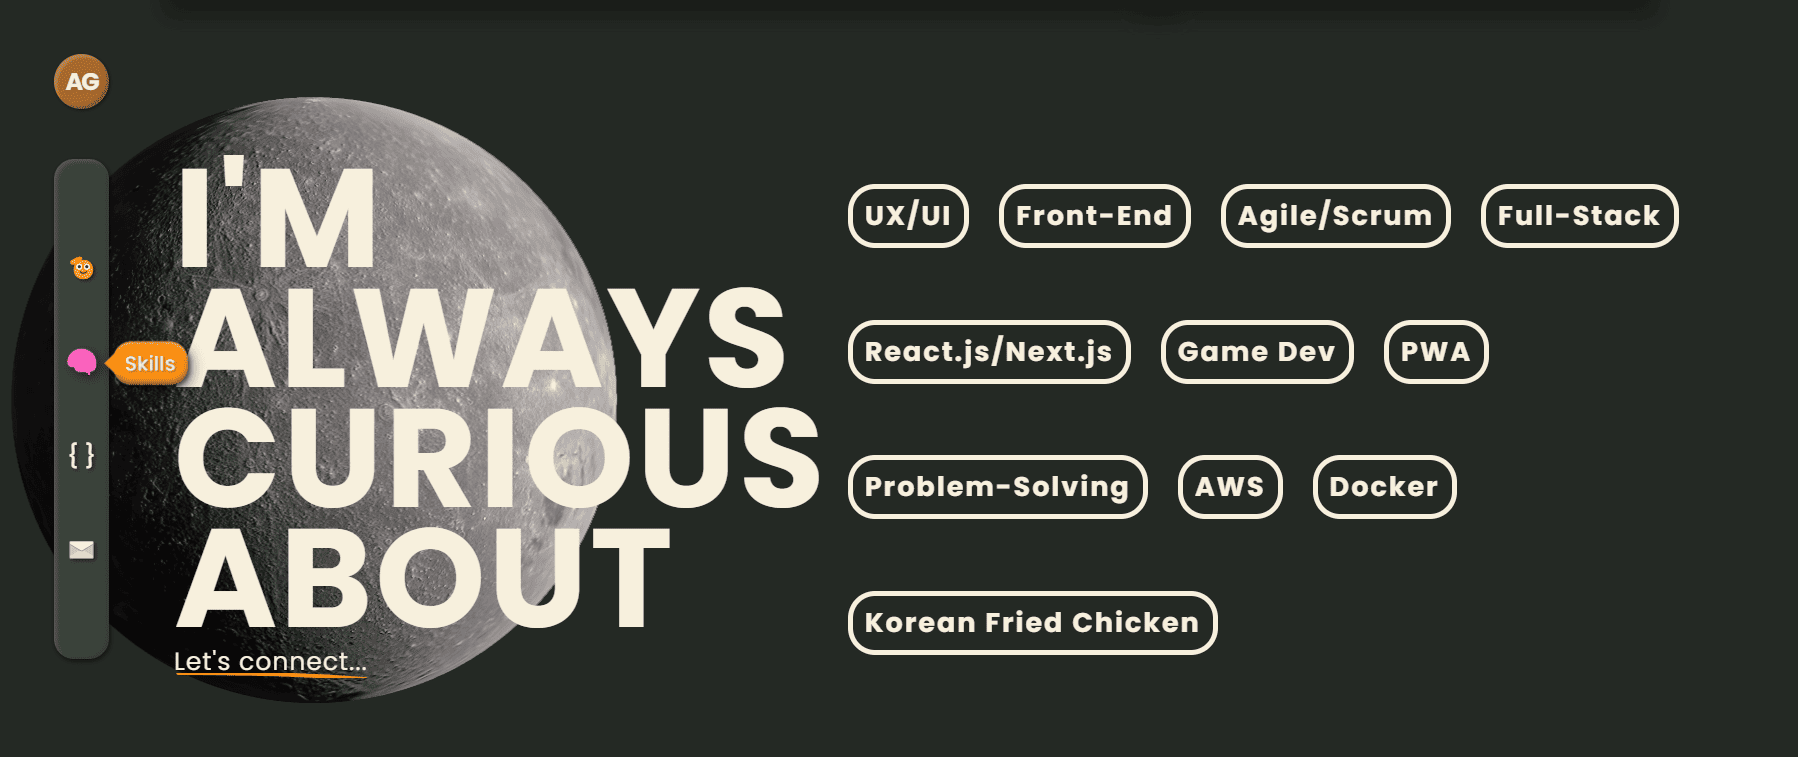 AG
I'M
ALWAYS
CURIOUS
ABOUT
Let's connect...
Skills
{ }
UX/UI Front-End Agile/Scrum Full-Stack
React.js/Next.js Game Dev PWA
Problem-Solving AWS Docker
Korean Fried Chicken